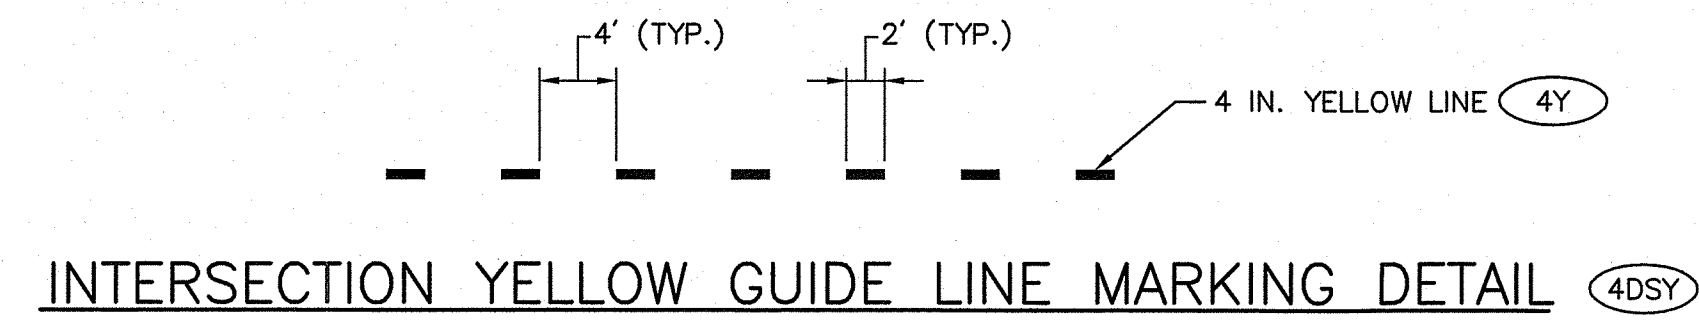 4' (TYP.)
2' (TYP.)
4 IN. YELLOW LINE 4Y
INTERSECTION YELLOW GUIDE LINE MARKING DETAIL 4DSY